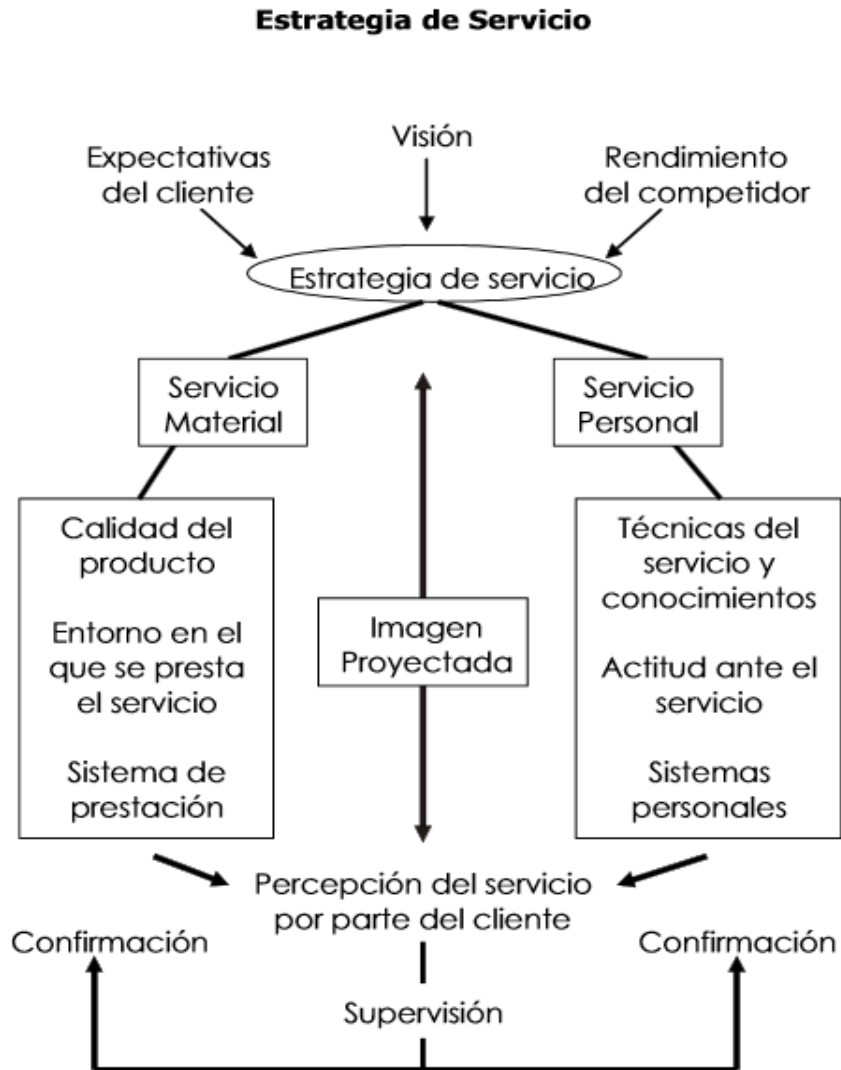 Estrategia de Servicio
Visión
Expectativas
del cliente
Rendimiento
del competidor
Estrategia de servicio
Servicio
Material
Servicio
Personal
Calidad del
producto
Entorno en el
que se presta
el servicio
Sistema de
prestación
Imagen
Proyectada
Técnicas del
servicio y
conocimientos
Actitud ante el
servicio
Sistemas
personales
Percepción del servicio
por parte del cliente
Confirmación
Confirmación
Supervisión